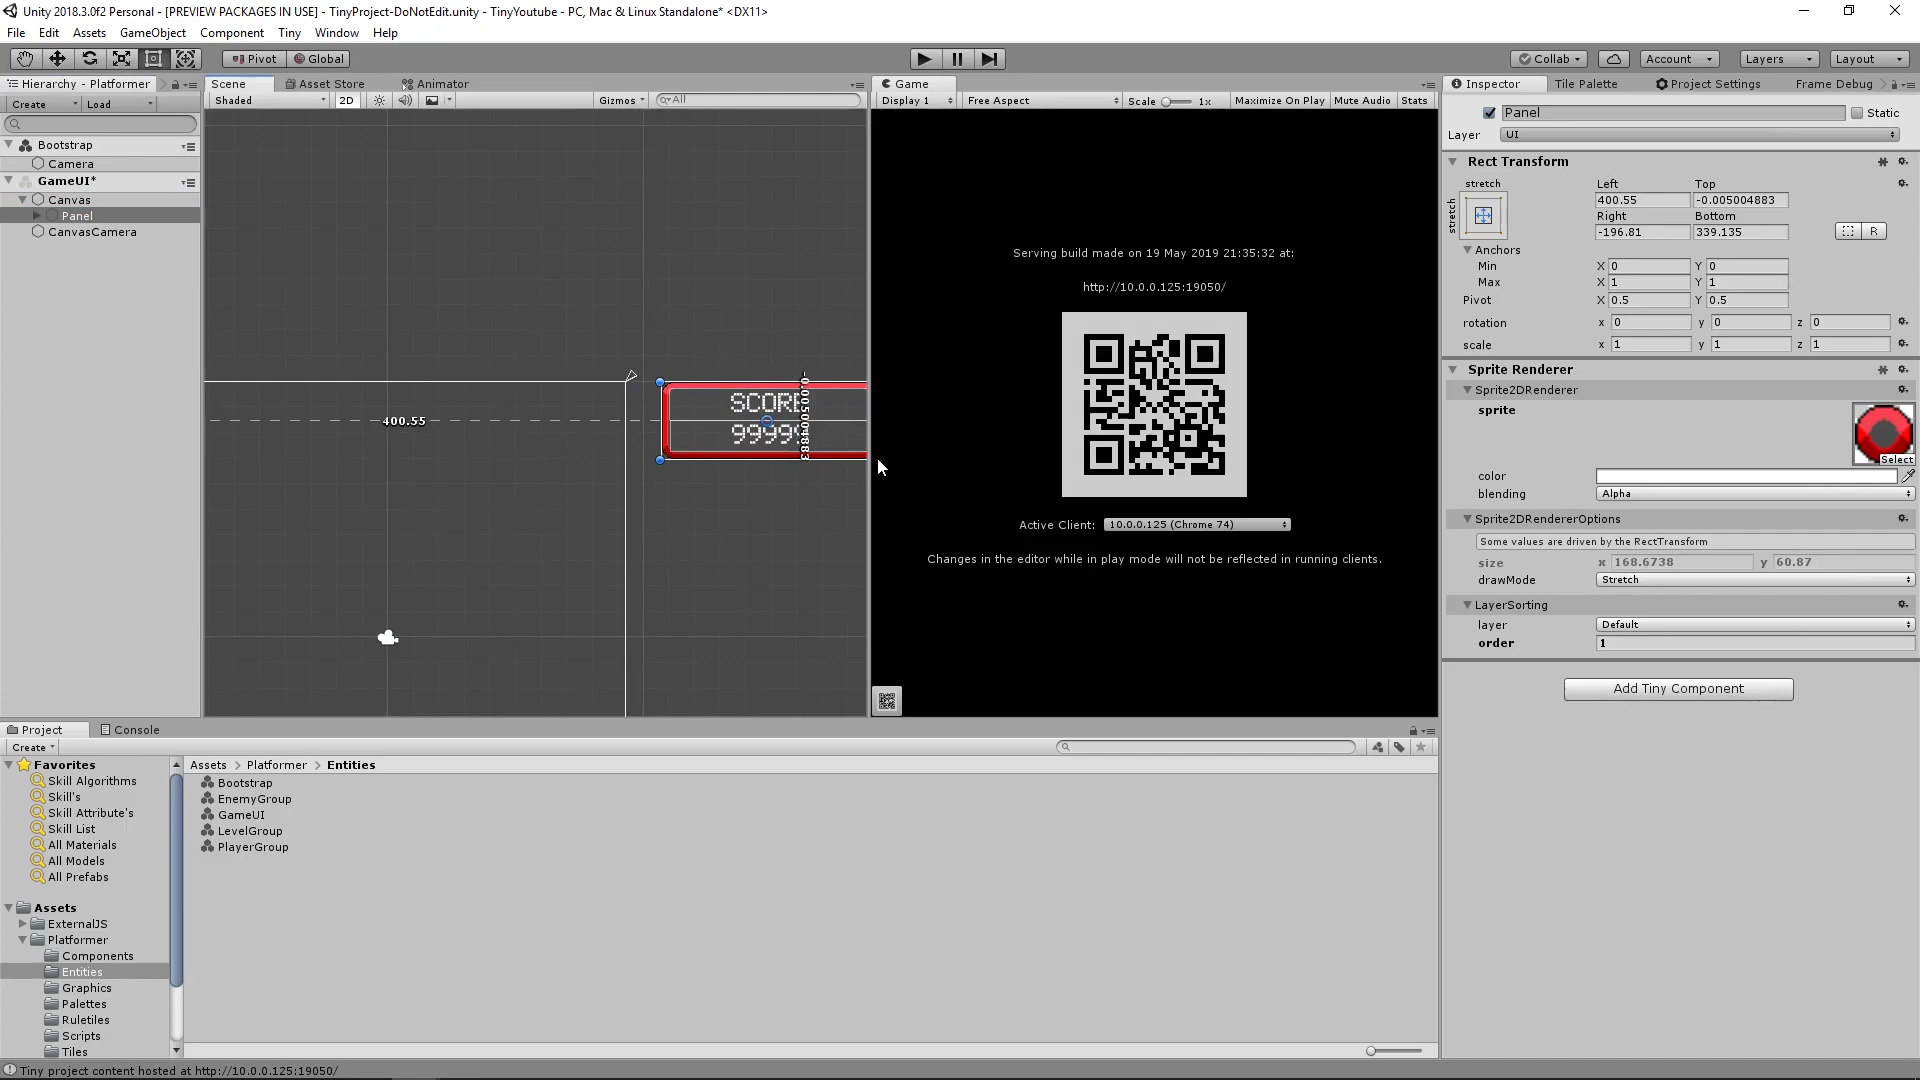 Unity 2018.3.0f2 Personal - [PREVIEW PACKAGES IN USE] - TinyProject-DoNotEdit.unity - TinyYoutube - PC, Mac & Linux Standalone* <DX11>
File Edit Assets GameObject Component Tiny Window Help
Pivot Global Collab Account Layers Layout
Hierarchy - Platformer
Create Load
Bootstrap
Camera
GameUI*
Canvas
Panel
CanvasCamera
Scene Asset Store Animator
Shaded 2D Gizmos All
400.55
SCORE
-0.005004883
Game
Display 1 Free Aspect Scale 1x Maximize On Play Mute Audio Stats
Serving build made on 19 May 2019 21:35:32 at:
http://10.0.0.125:19050/
Active Client: 10.0.0.125 (Chrome 74)
Changes in the editor while in play mode will not be reflected in running clients.
Inspector Tile Palette Project Settings Frame Debug
Panel Static
Layer UI
Rect Transform
stretch Left Top
stretch 400.55 -0.005004883
Right Bottom
-196.81 339.135 R
Anchors
Min X 0 Y 0
Max X 1 Y 1
Pivot X 0.5 Y 0.5
rotation x 0 y 0 z 0
scale x 1 y 1 z 1
Sprite Renderer
Sprite2DRenderer
sprite
Select
color
blending Alpha
Sprite2DRendererOptions
Some values are driven by the RectTransform
size x 168.6738 y 60.87
drawMode Stretch
LayerSorting
layer Default
order 1
Add Tiny Component
Project Console
Create
Favorites
Skill Algorithms
Skill's
Skill Attribute's
Skill List
All Materials
All Models
All Prefabs
Assets
ExternalJS
Platformer
Components
Entities
Graphics
Palettes
Ruletiles
Scripts
Tiles
Assets > Platformer > Entities
Bootstrap
EnemyGroup
GameUI
LevelGroup
PlayerGroup
Tiny project content hosted at http://10.0.0.125:19050/